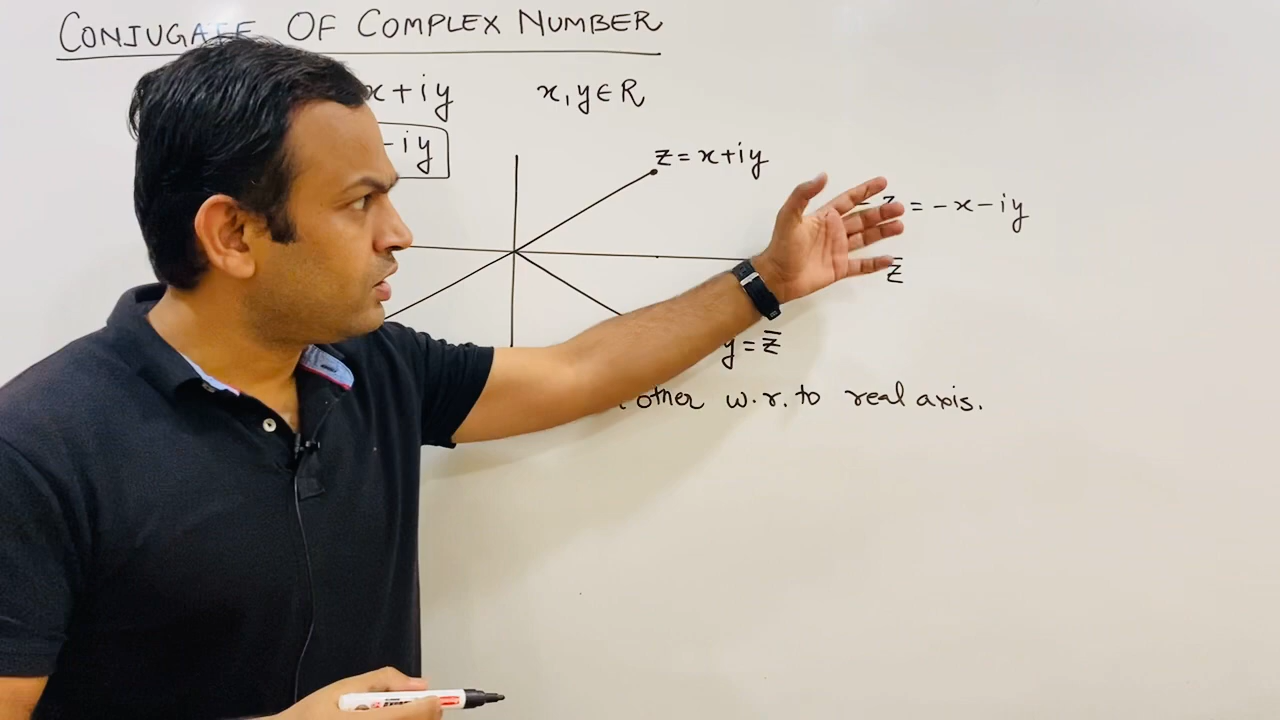 CONJUGATE OF COMPLEX NUMBER
x+iy x,y∈R
-iy
z=x+iy
-z=-x-iy
z̄
y=z̄
other w.r.to real axis.